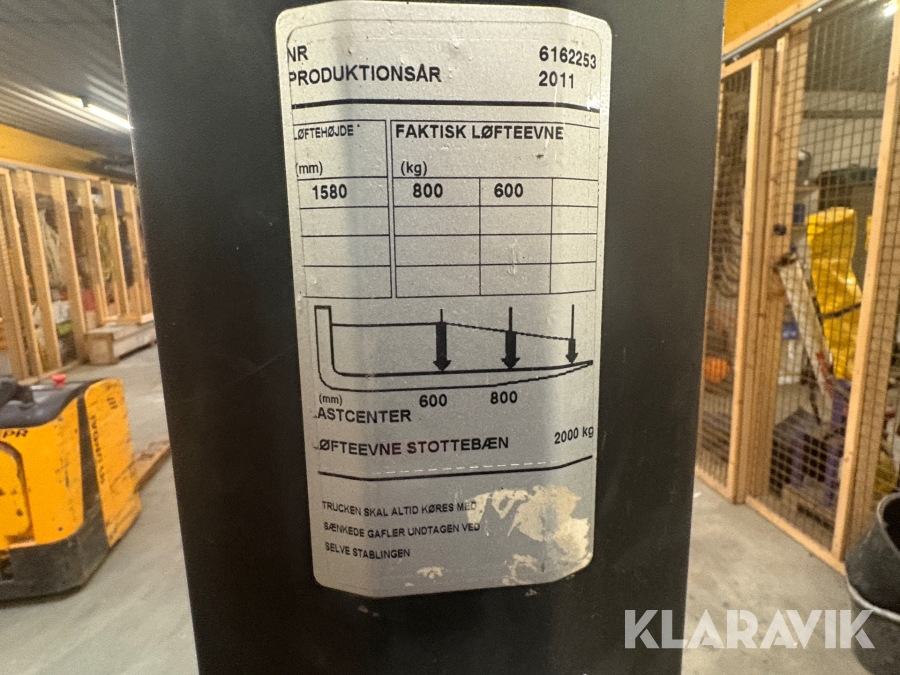 NR 6162253
PRODUKTIONSÅR 2011
LØFTEHØJDE FAKTISK LØFTEEVNE
(mm) (kg)
1580 800 600
(mm) 600 800
LASTCENTER
LØFTEEVNE STOTTEBÆN 2000 kg
TRUCKEN SKAL ALTID KØRES MED
SÆNKEDE GAFLER UNDTAGEN VED
SELVE STABLINGEN
PR
KLARAVIK